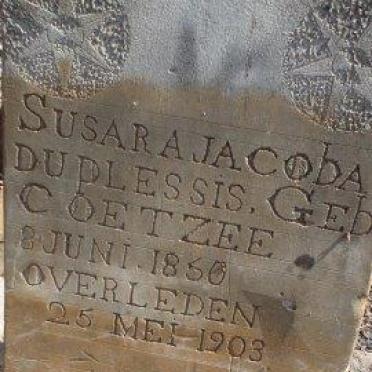 SUSARA JACOBA
DU PLESSIS, GEB
COETZEE
8 JUNI 1850
OVERLEDEN
25 MEI 1903